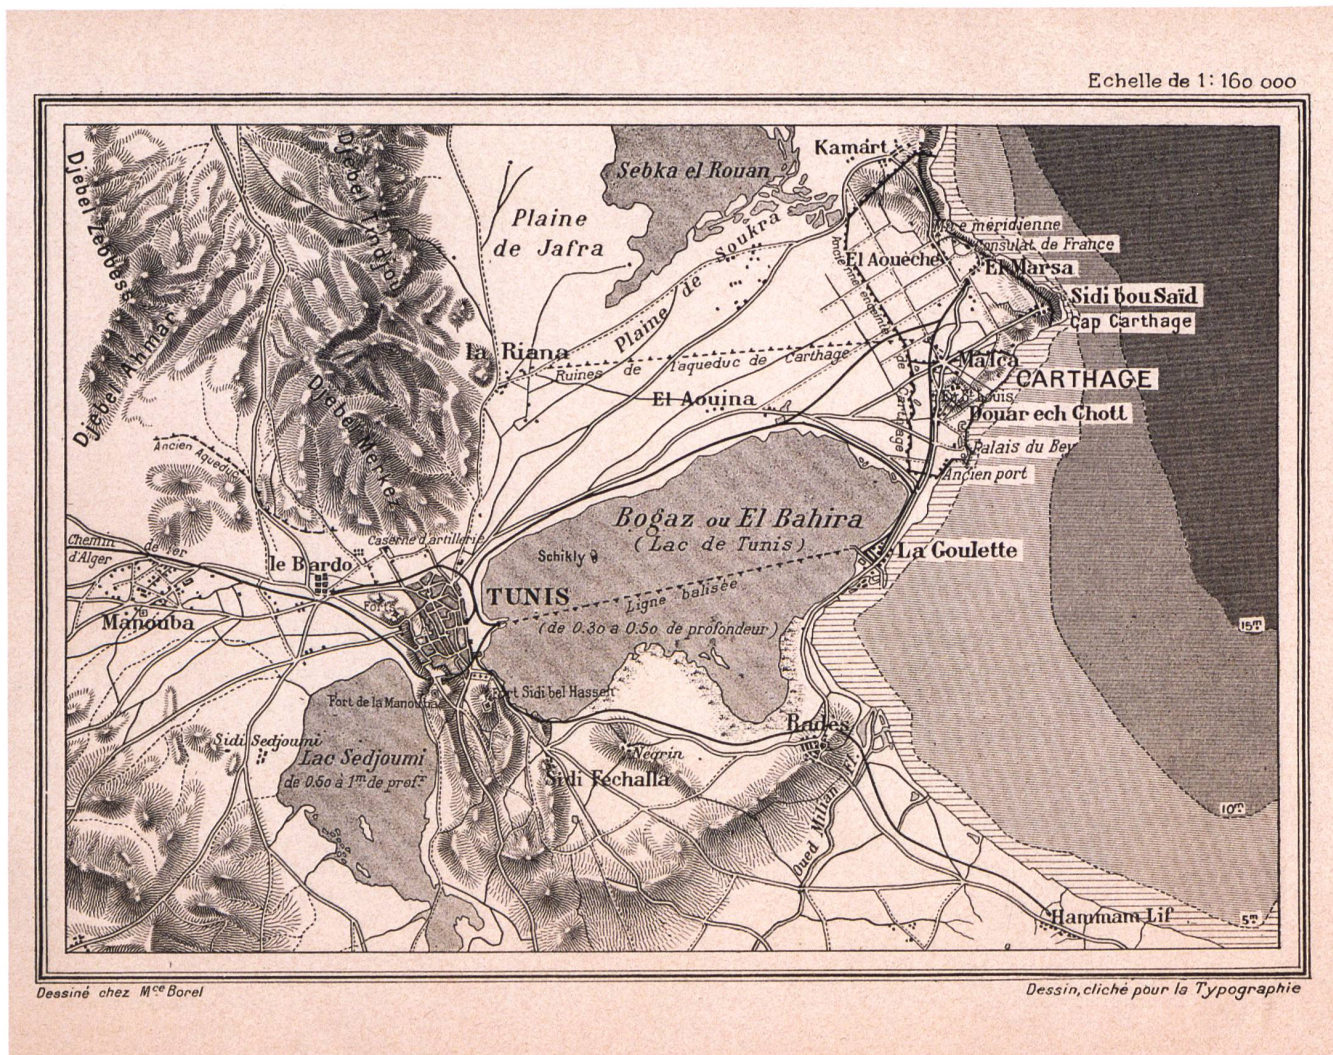 Echelle de 1: 160 000
Djebel Zebbess
Djebel Ahmar
Djebel Merkez
Sebka el Rouan
Plaine
de Jafra
Plaine de Soukra
Kamart
Consulat de France
El Aouèche
El Marsa
Sidi bou Saïd
Cap Carthage
la Riana
Ruines de l'aqueduc de Carthage
Malca
CARTHAGE
El Aouina
Douar ech Chott
Palais du Bey
Ancien port
Ancien Aqueduc
Bogaz ou El Bahira
(Lac de Tunis)
Schikly
La Goulette
Chemin de fer
d'Alger
Caserne d'artillerie
le Bardo
Forts
TUNIS
Ligne balisée
(de 0.30 à 0.50 de profondeur)
Manouba
15m
Fort Sidi bel Hassen
Fort de la Manouba
Sidi Sedjoumi
Lac Sedjoumi
de 0.60 à 1m de profr
Radès
Negrin
Sidi Fechalla
Oued Milian Fl.
10m
Hammam Lif
5m
Dessiné chez Mce Borel
Dessin, cliché pour la Typographie